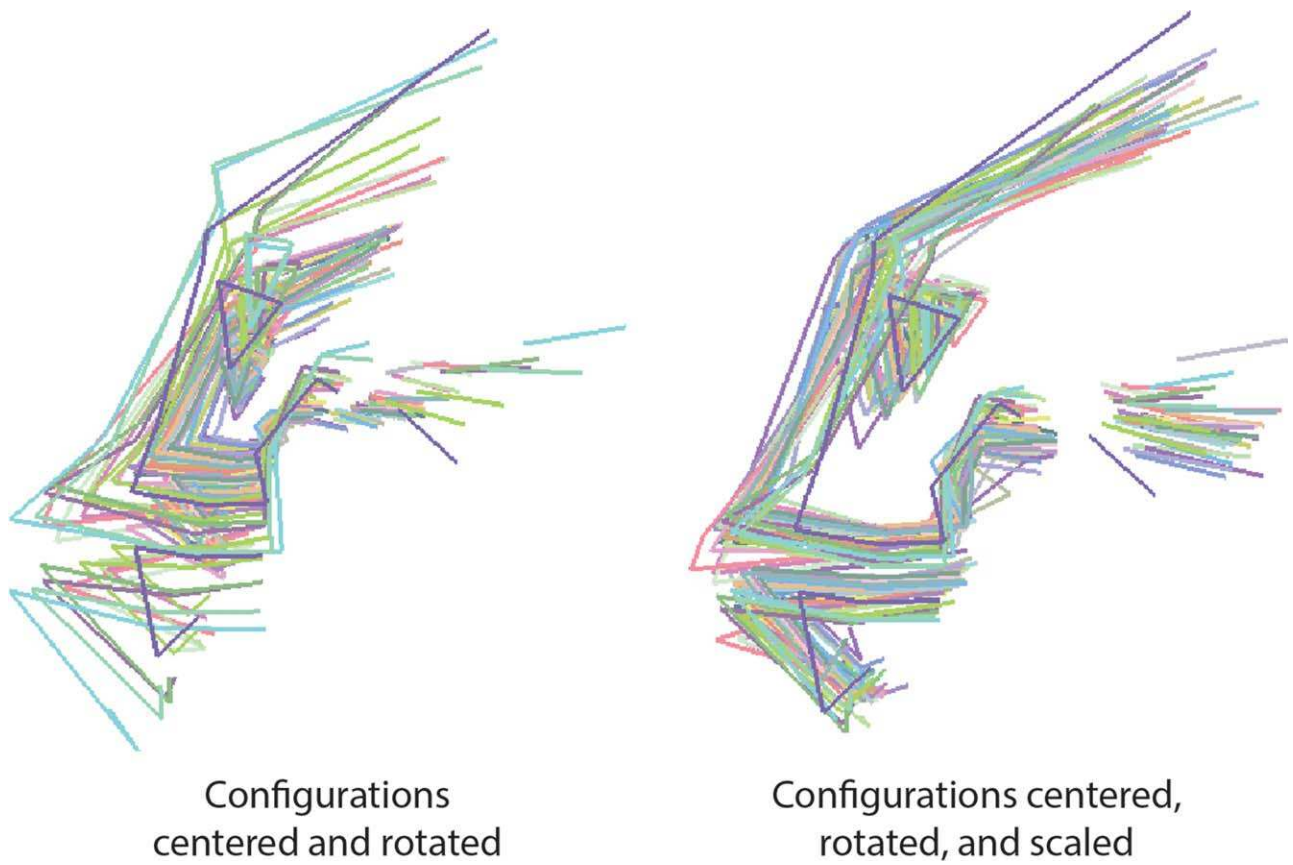 Configurations
centered and rotated
Configurations centered,
rotated, and scaled